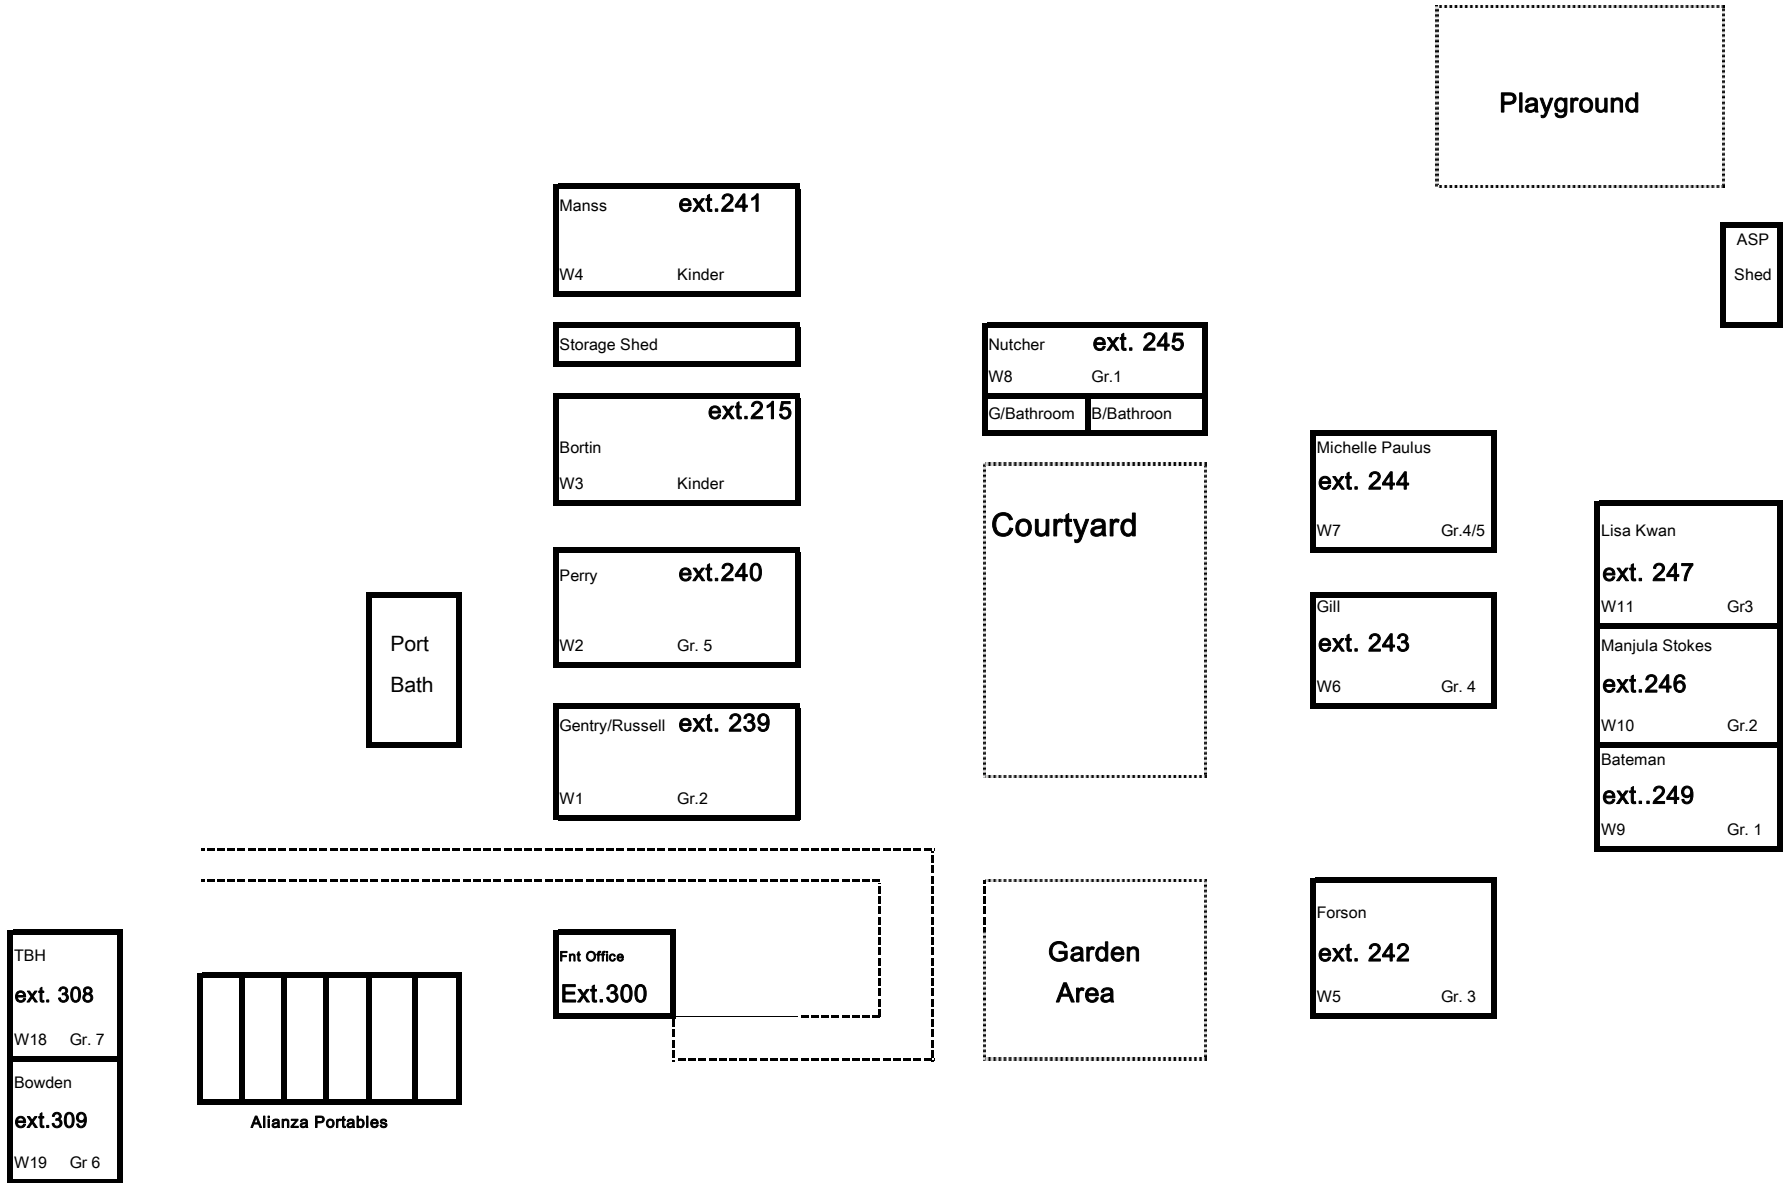 Playground
Manss ext.241
W4 Kinder
ASP
Shed
Storage Shed
Nutcher ext. 245
W8 Gr.1
G/Bathroom B/Bathroon
ext.215
Bortin
W3 Kinder
Courtyard
Michelle Paulus
ext. 244
W7 Gr.4/5
Lisa Kwan
ext. 247
W11 Gr3
Perry ext.240
W2 Gr. 5
Port
Bath
Gill
ext. 243
W6 Gr. 4
Manjula Stokes
ext.246
W10 Gr.2
Gentry/Russell ext. 239
W1 Gr.2
Bateman
ext..249
W9 Gr. 1
TBH
ext. 308
W18 Gr. 7
Bowden
ext.309
W19 Gr 6
Alianza Portables
Fnt Office
Ext.300
Garden
Area
Forson
ext. 242
W5 Gr. 3